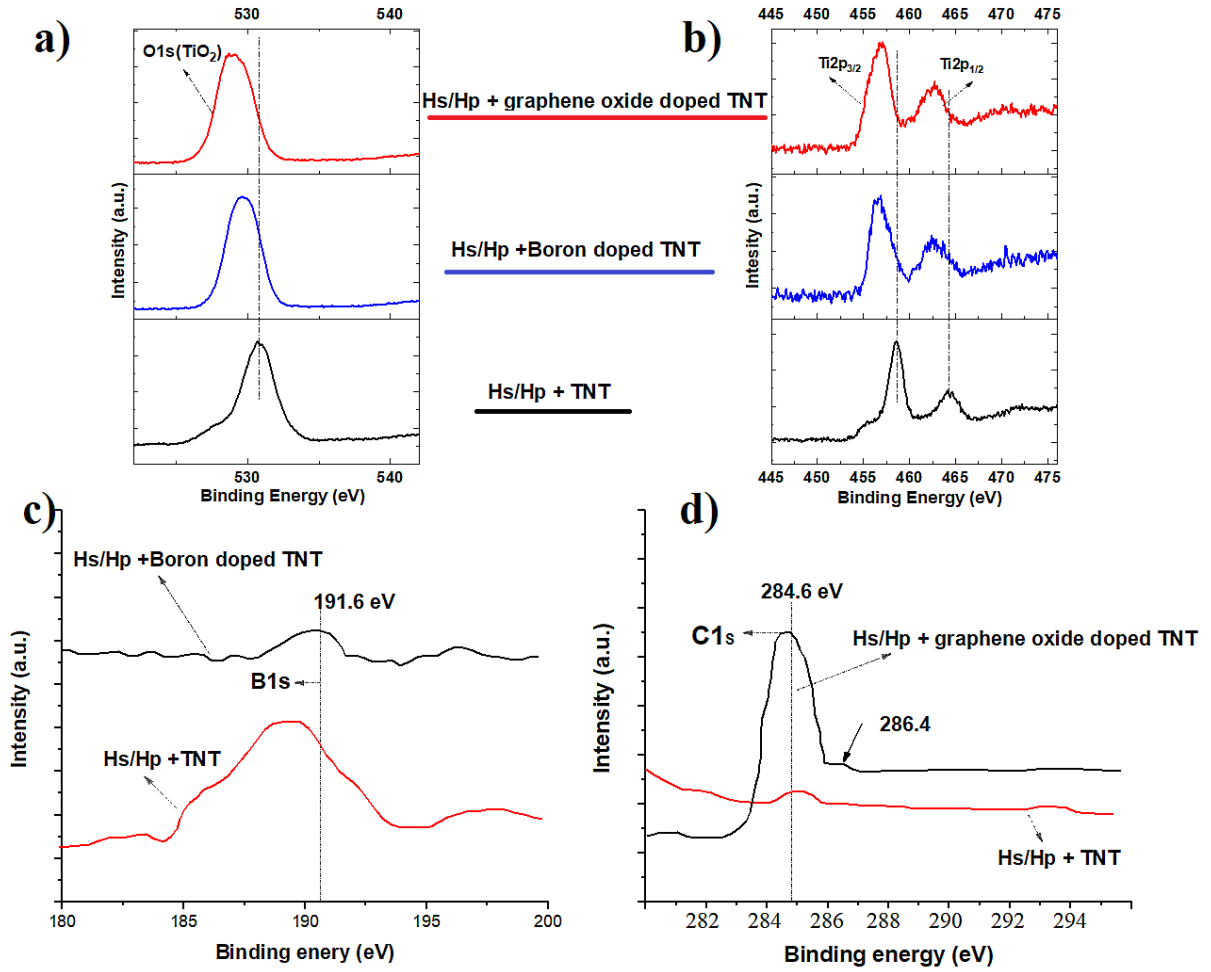 a)
530
540
O1s(TiO2)
Intensity (a.u.)
530
540
Binding Energy (eV)
Hs/Hp + graphene oxide doped TNT
Hs/Hp +Boron doped TNT
Hs/Hp + TNT
b)
445 450 455 460 465 470 475
Ti2p3/2
Ti2p1/2
Intesity (a.u.)
445 450 455 460 465 470 475
Binding Energy (eV)
c)
Hs/Hp +Boron doped TNT
191.6 eV
B1s
Hs/Hp +TNT
Intensity (a.u.)
180 185 190 195 200
Binding enery (eV)
d)
284.6 eV
C1s
Hs/Hp + graphene oxide doped TNT
286.4
Hs/Hp + TNT
Intensity (a.u.)
282 284 286 288 290 292 294
Binding energy (eV)